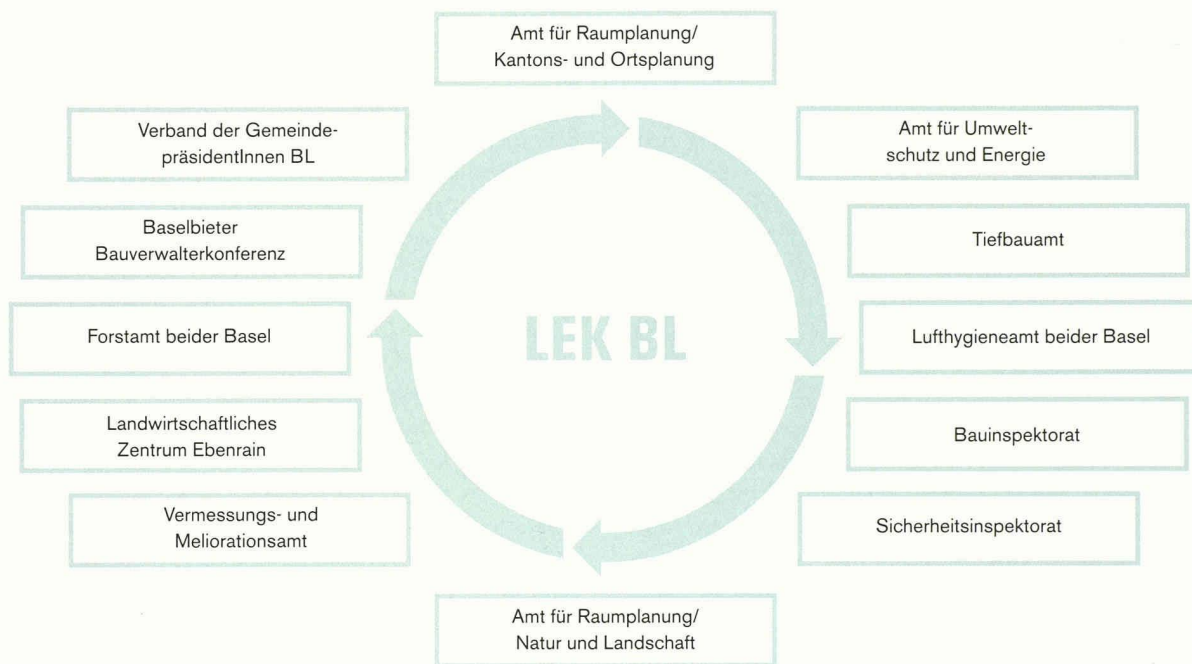 Amt für Raumplanung/
Kantons- und Ortsplanung
Verband der Gemeinde-
präsidentInnen BL
Amt für Umwelt-
schutz und Energie
Baselbieter
Bauverwalterkonferenz
Tiefbauamt
Forstamt beider Basel
LEK BL
Lufthygieneamt beider Basel
Landwirtschaftliches
Zentrum Ebenrain
Bauinspektorat
Vermessungs- und
Meliorationsamt
Sicherheitsinspektorat
Amt für Raumplanung/
Natur und Landschaft